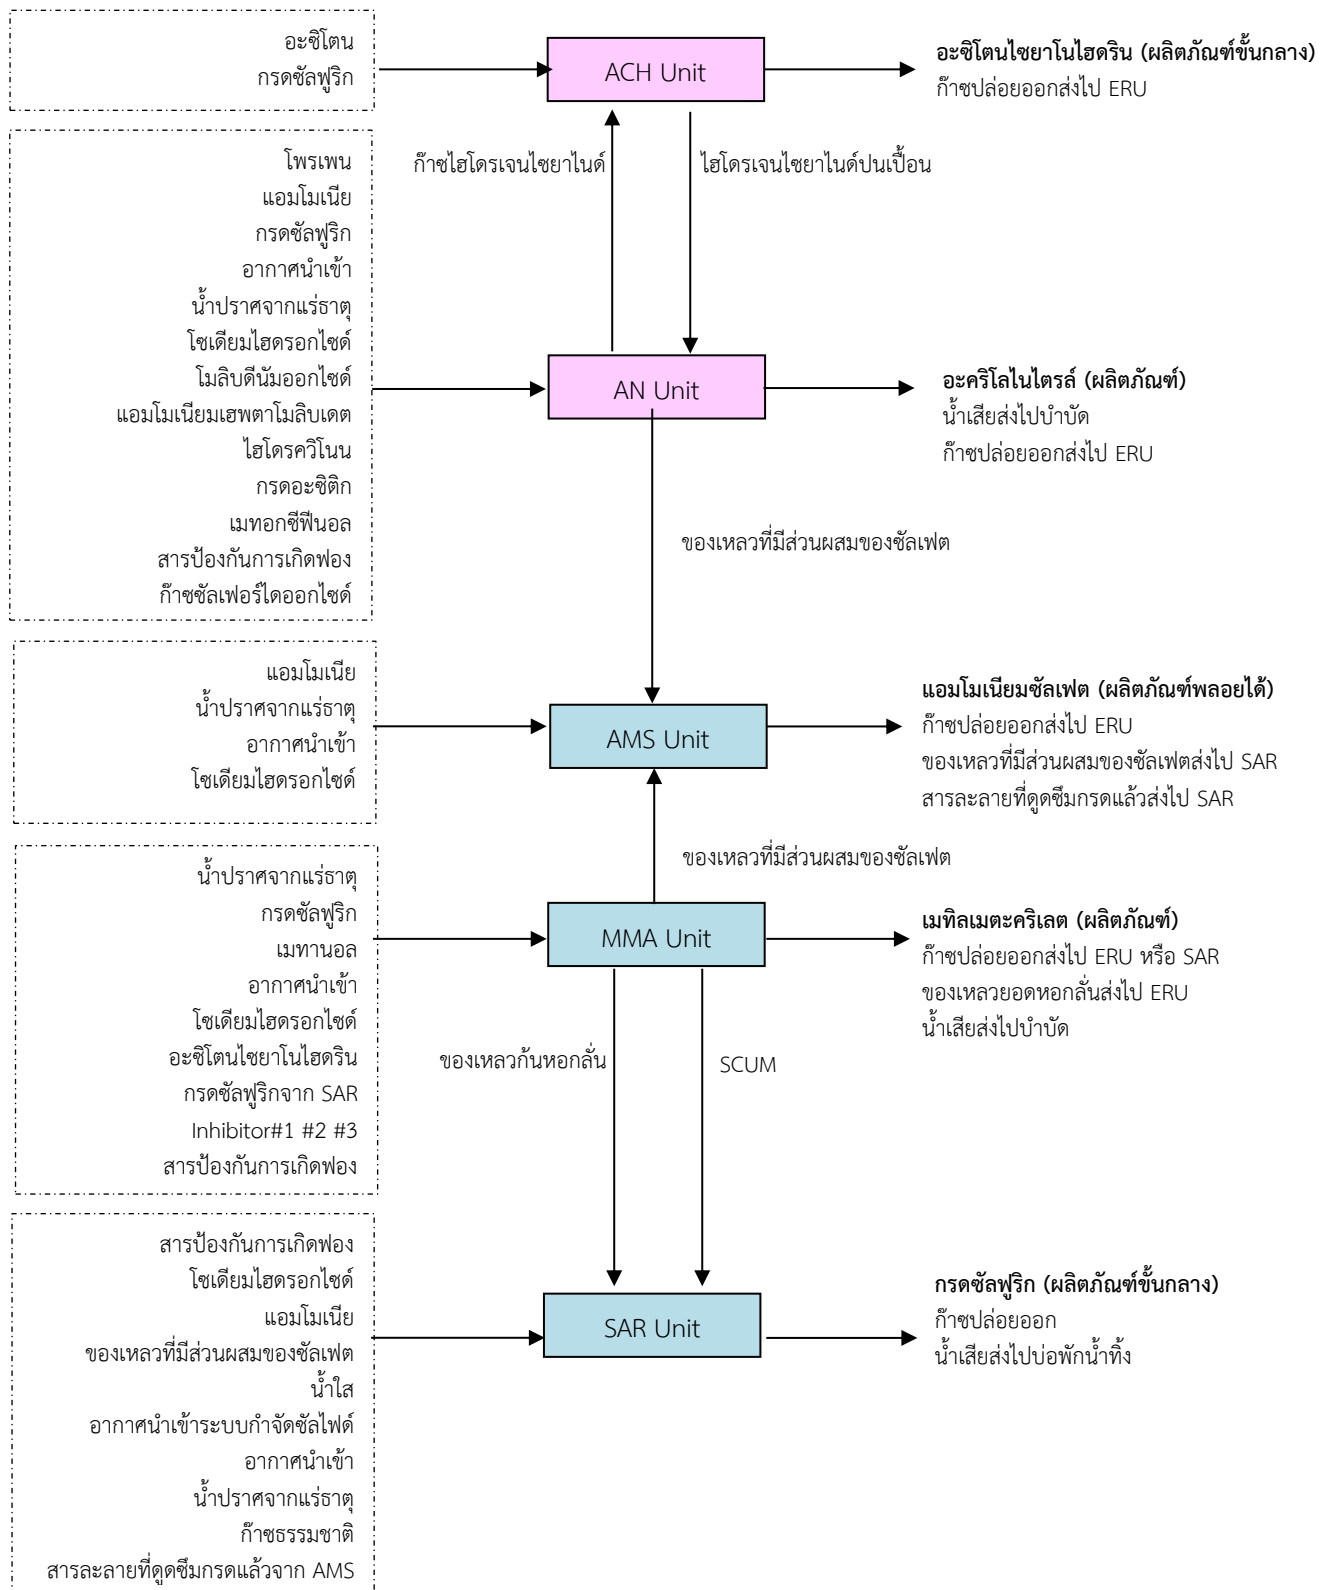 อะซิโตน
กรดซัลฟูริก
ACH Unit
อะซิโตนไซยาโนไฮดริน (ผลิตภัณฑ์ขั้นกลาง)
ก๊าซปล่อยออกส่งไป ERU
ก๊าซไฮโดรเจนไซยาไนด์
ไฮโดรเจนไซยาไนด์ปนเปื้อน
โพรเพน
แอมโมเนีย
กรดซัลฟูริก
อากาศนำเข้า
น้ำปราศจากแร่ธาตุ
โซเดียมไฮดรอกไซด์
โมลิบดีนัมออกไซด์
แอมโมเนียมเฮพตาโมลิบเดต
ไฮโดรควิโนน
กรดอะซิติก
เมทอกซีฟีนอล
สารป้องกันการเกิดฟอง
ก๊าซซัลเฟอร์ไดออกไซด์
AN Unit
อะคริโลไนไตรล์ (ผลิตภัณฑ์)
น้ำเสียส่งไปบำบัด
ก๊าซปล่อยออกส่งไป ERU
ของเหลวที่มีส่วนผสมของซัลเฟต
แอมโมเนีย
น้ำปราศจากแร่ธาตุ
อากาศนำเข้า
โซเดียมไฮดรอกไซด์
AMS Unit
แอมโมเนียมซัลเฟต (ผลิตภัณฑ์พลอยได้)
ก๊าซปล่อยออกส่งไป ERU
ของเหลวที่มีส่วนผสมของซัลเฟตส่งไป SAR
สารละลายที่ดูดซึมกรดแล้วส่งไป SAR
ของเหลวที่มีส่วนผสมของซัลเฟต
น้ำปราศจากแร่ธาตุ
กรดซัลฟูริก
เมทานอล
อากาศนำเข้า
โซเดียมไฮดรอกไซด์
อะซิโตนไซยาโนไฮดริน
กรดซัลฟูริกจาก SAR
Inhibitor#1 #2 #3
สารป้องกันการเกิดฟอง
MMA Unit
เมทิลเมตะคริเลต (ผลิตภัณฑ์)
ก๊าซปล่อยออกส่งไป ERU หรือ SAR
ของเหลวยอดหอกลั่นส่งไป ERU
น้ำเสียส่งไปบำบัด
ของเหลวก้นหอกลั่น
SCUM
สารป้องกันการเกิดฟอง
โซเดียมไฮดรอกไซด์
แอมโมเนีย
ของเหลวที่มีส่วนผสมของซัลเฟต
น้ำใส
อากาศนำเข้าระบบกำจัดซัลไฟด์
อากาศนำเข้า
น้ำปราศจากแร่ธาตุ
ก๊าซธรรมชาติ
สารละลายที่ดูดซึมกรดแล้วจาก AMS
SAR Unit
กรดซัลฟูริก (ผลิตภัณฑ์ขั้นกลาง)
ก๊าซปล่อยออก
น้ำเสียส่งไปบ่อพักน้ำทิ้ง